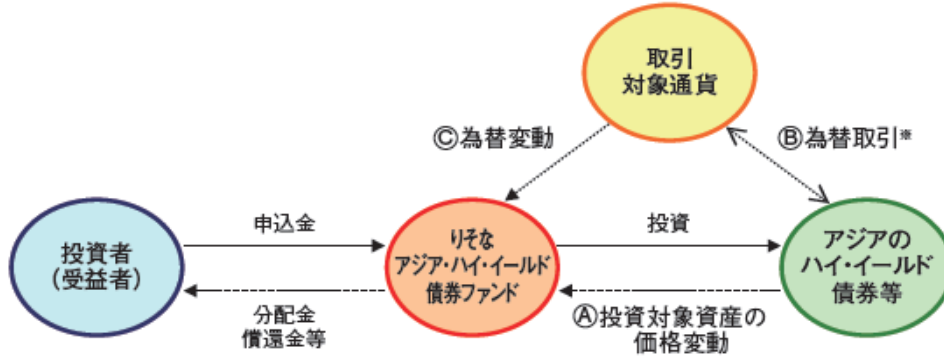 取引
対象通貨
Ⓒ為替変動
Ⓑ為替取引※
申込金
投資
投資者
(受益者)
りそな
アジア・ハイ・イールド
債券ファンド
アジアの
ハイ・イールド
債券等
分配金
償還金等
Ⓐ投資対象資産の
価格変動